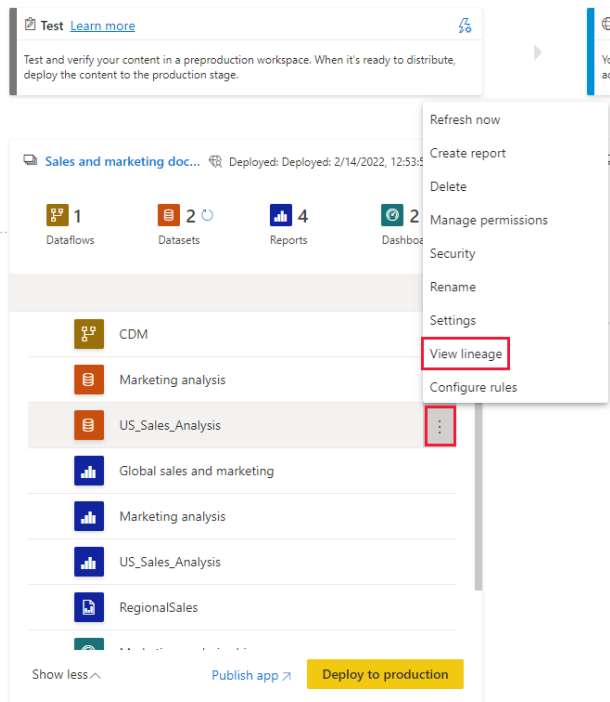 Test Learn more
Test and verify your content in a preproduction workspace. When it's ready to distribute,
deploy the content to the production stage.
Refresh now
Create report
Delete
Manage permissions
Security
Rename
Settings
View lineage
Configure rules
Sales and marketing doc... Deployed: Deployed: 2/14/2022, 12:53:
1
Dataflows
2
Datasets
4
Reports
2
CDM
Marketing analysis
US_Sales_Analysis
Global sales and marketing
Marketing analysis
US_Sales_Analysis
RegionalSales
Show less
Publish app
Deploy to production